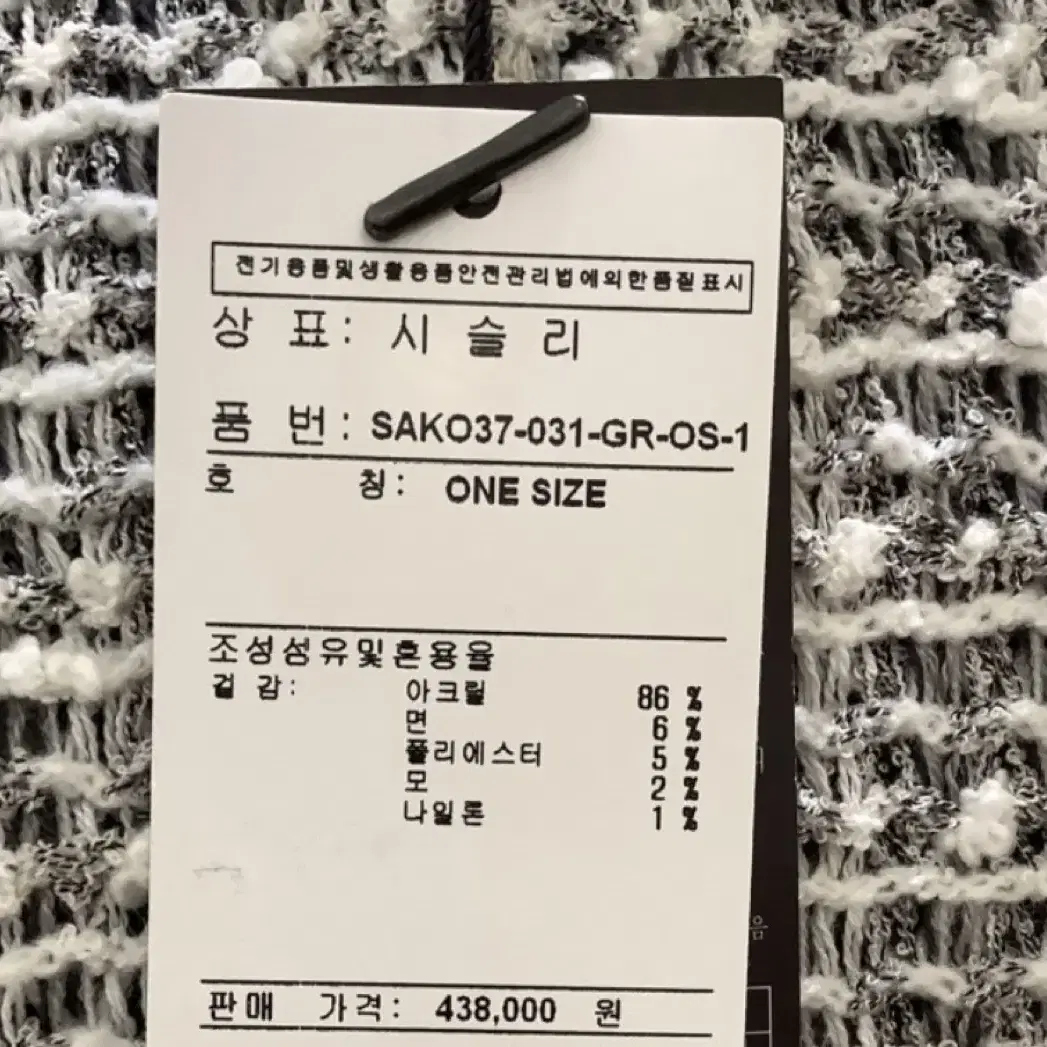 전기용품및생활용품안전관리법에의한품질표시
상 표: 시 슬 리
품 번: SAKO37-031-GR-OS-1
호 칭: ONE SIZE
조성섬유및혼용율
겉 감: 아크릴 86 %
면 6 %
폴리에스터 5 %
모 2 %
나일론 1 %
판매 가격: 438,000 원
음